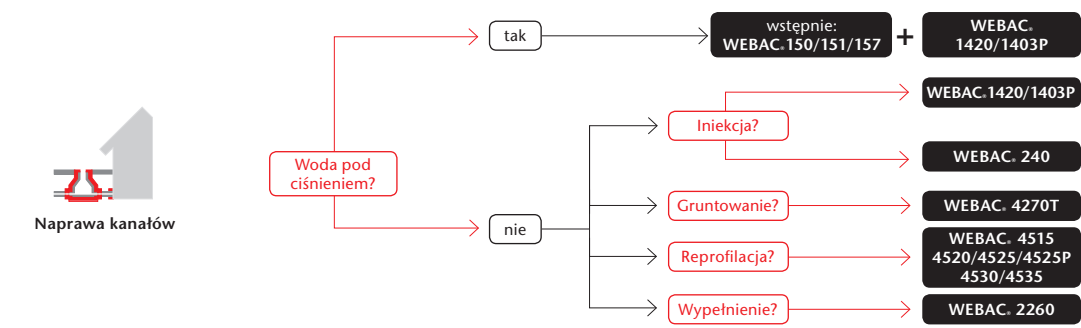 tak
wstępnie:
WEBAC® 150/151/157
+
WEBAC®
1420/1403P
WEBAC® 1420/1403P
Iniekcja?
Woda pod
ciśnieniem?
WEBAC® 240
Naprawa kanałów
nie
Gruntowanie?
WEBAC® 4270T
Reprofilacja?
WEBAC® 4515
4520/4525/4525P
4530/4535
Wypełnienie?
WEBAC® 2260